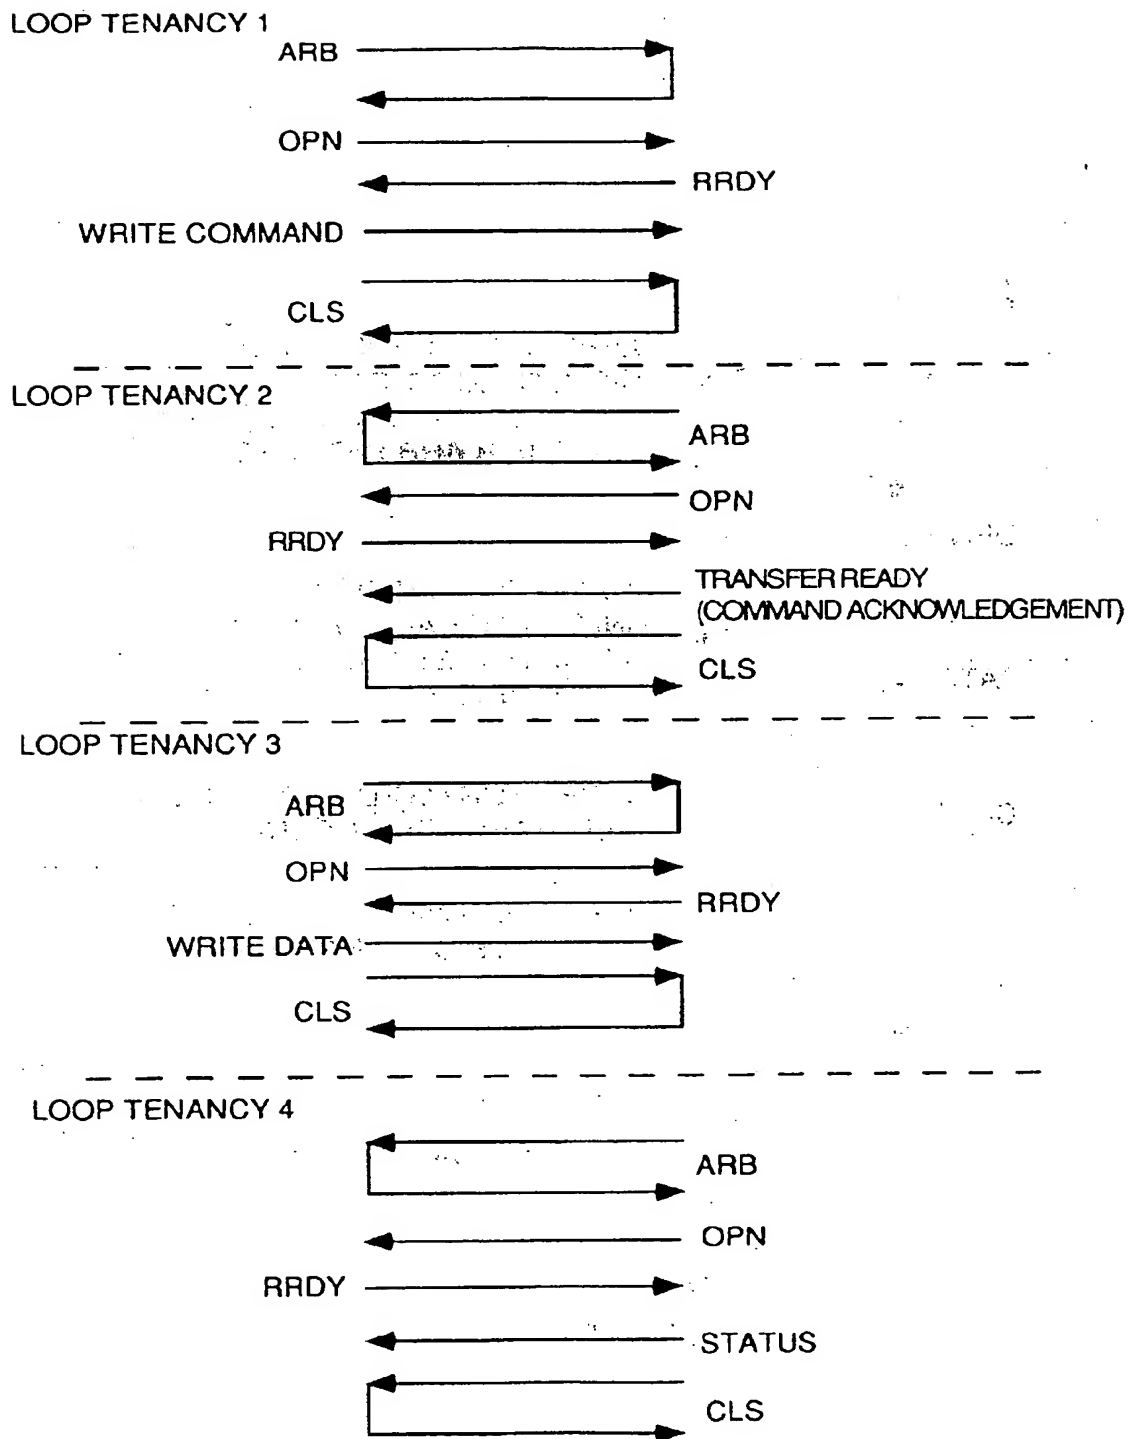 LOOP TENANCY 1
ARB
OPN
RRDY
WRITE COMMAND
CLS
LOOP TENANCY 2
ARB
OPN
RRDY
TRANSFER READY
(COMMAND ACKNOWLEDGEMENT)
CLS
LOOP TENANCY 3
ARB
OPN
RRDY
WRITE DATA
CLS
LOOP TENANCY 4
ARB
OPN
RRDY
STATUS
CLS